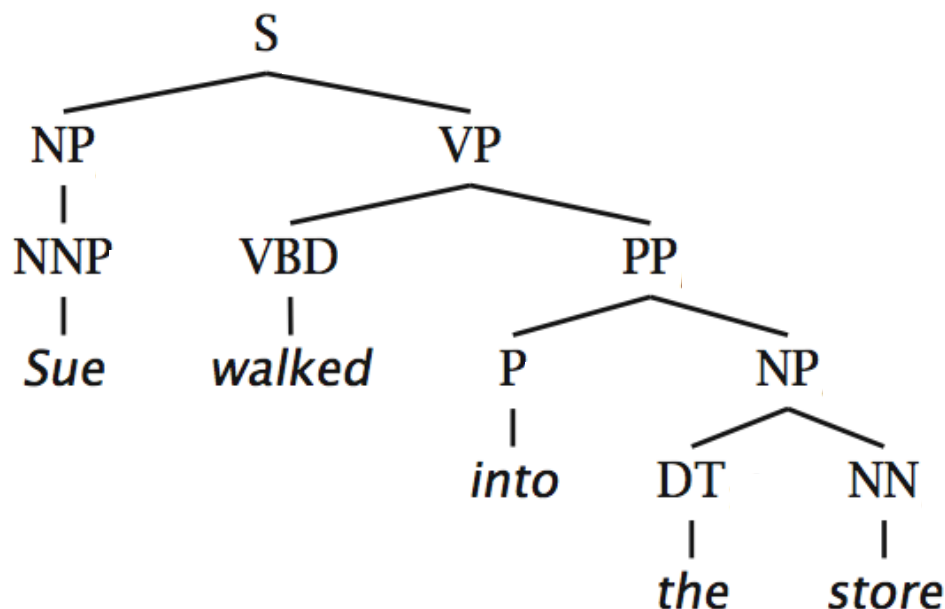 S
NP VP
NNP VBD PP
Sue walked P NP
into DT NN
the store